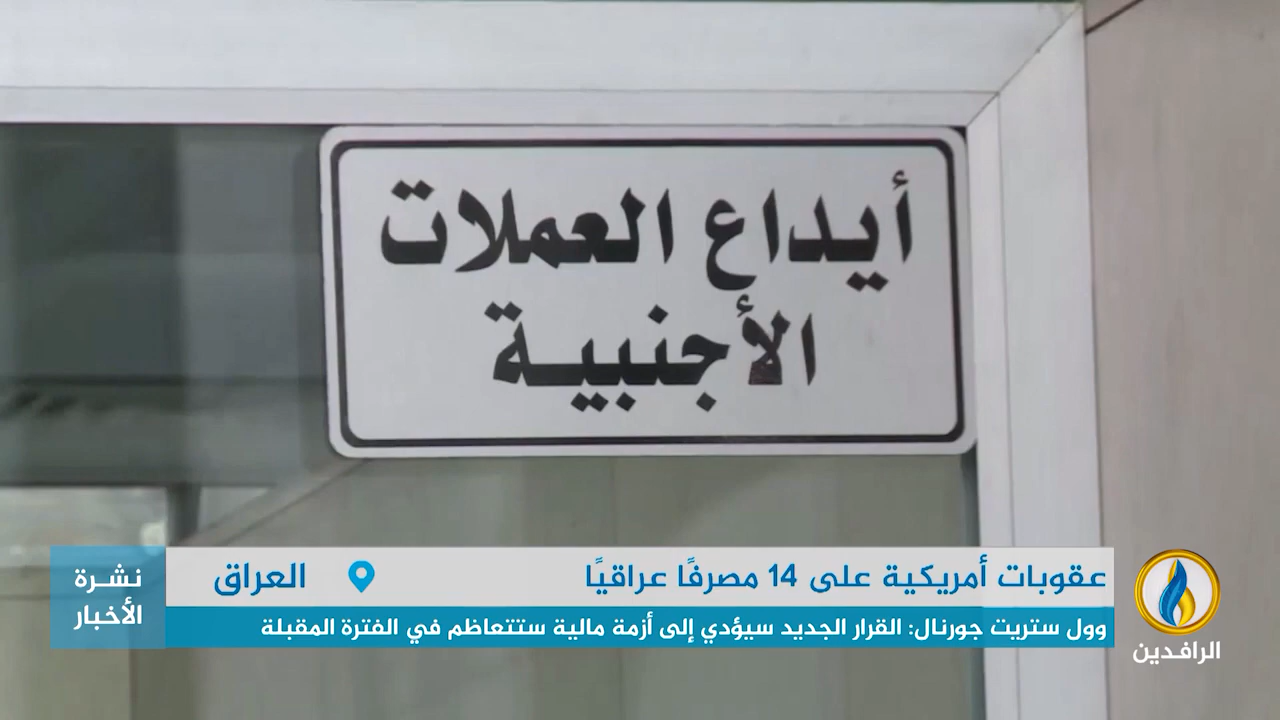 أيداع العملات
الأجنبية
عقوبات أمريكية على 14 مصرفًا عراقيًا
العراق
وول ستريت جورنال: القرار الجديد سيؤدي إلى أزمة مالية ستتعاظم في الفترة المقبلة
نشرة
الأخبار
الرافدين